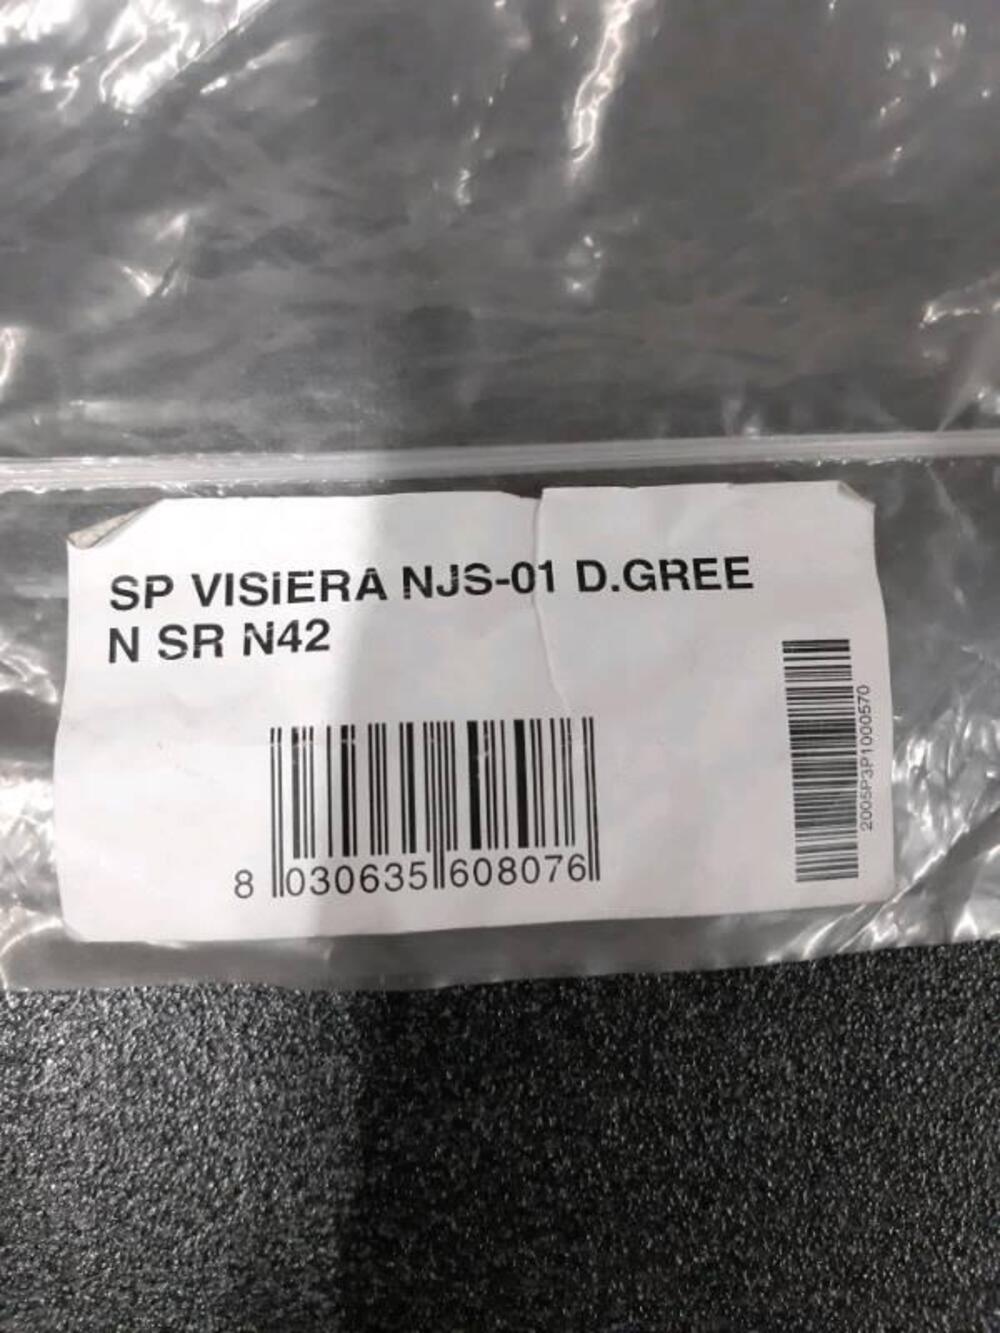 SP VISIERA NJS-01 D.GREE
N SR N42
8 030635 608076
2005P3P1000570